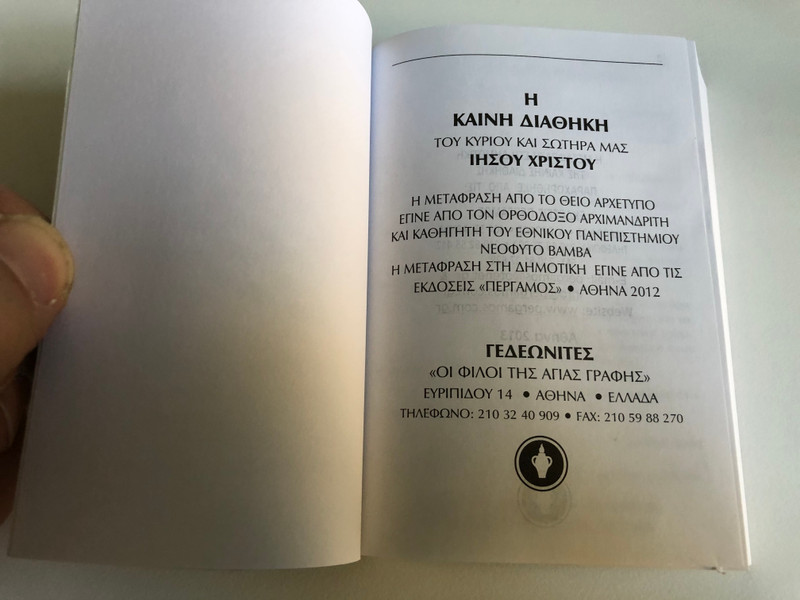 Η
ΚΑΙΝΗ ΔΙΑΘΗΚΗ
ΤΟΥ ΚΥΡΙΟΥ ΚΑΙ ΣΩΤΗΡΑ ΜΑΣ
ΙΗΣΟΥ ΧΡΙΣΤΟΥ
Η ΜΕΤΑΦΡΑΣΗ ΑΠΟ ΤΟ ΘΕΙΟ ΑΡΧΕΤΥΠΟ
ΕΓΙΝΕ ΑΠΟ ΤΟΝ ΟΡΘΟΔΟΞΟ ΑΡΧΙΜΑΝΔΡΙΤΗ
ΚΑΙ ΚΑΘΗΓΗΤΗ ΤΟΥ ΕΘΝΙΚΟΥ ΠΑΝΕΠΙΣΤΗΜΙΟΥ
ΝΕΟΦΥΤΟ ΒΑΜΒΑ
Η ΜΕΤΑΦΡΑΣΗ ΣΤΗ ΔΗΜΟΤΙΚΗ ΕΓΙΝΕ ΑΠΟ ΤΙΣ
ΕΚΔΟΣΕΙΣ «ΠΕΡΓΑΜΟΣ» • ΑΘΗΝΑ 2012
ΓΕΔΕΩΝΙΤΕΣ
«ΟΙ ΦΙΛΟΙ ΤΗΣ ΑΓΙΑΣ ΓΡΑΦΗΣ»
ΕΥΡΙΠΙΔΟΥ 14 • ΑΘΗΝΑ • ΕΛΛΑΔΑ
ΤΗΛΕΦΩΝΟ: 210 32 40 909 • FAX: 210 59 88 270